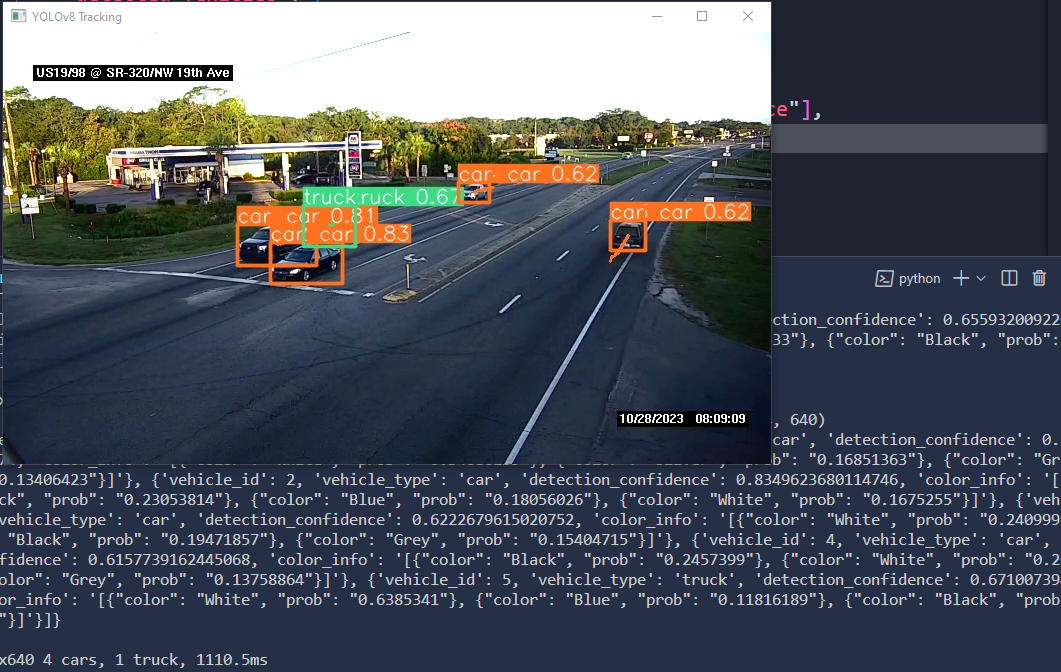 YOLOv8 Tracking
US19/98 @ SR-320/NW 19th Ave
ce"],
car car 0.62
truck ruck 0.67
car car 0.62
car car 0.81
car car 0.83
python
ction_confidence': 0.6559320092
33"}, {"color": "Black", "prob":
10/28/2023 08:09:09
, 640)
car', 'detection_confidence': 0.
b": "0.16851363"}, {"color": "Gr
0.13406423"}]'}, {'vehicle_id': 2, 'vehicle_type': 'car', 'detection_confidence': 0.8349623680114746, 'color_info': '[
ck", "prob": "0.23053814"}, {"color": "Blue", "prob": "0.18056026"}, {"color": "White", "prob": "0.1675255"}]'}, {'veh
vehicle_type': 'car', 'detection_confidence': 0.6222679615020752, 'color_info': '[{"color": "White", "prob": "0.240999
"Black", "prob": "0.19471857"}, {"color": "Grey", "prob": "0.15404715"}]'}, {'vehicle_id': 4, 'vehicle_type': 'car',
fidence': 0.6157739162445068, 'color_info': '[{"color": "Black", "prob": "0.2457399"}, {"color": "White", "prob": "0.2
olor": "Grey", "prob": "0.13758864"}]'}, {'vehicle_id': 5, 'vehicle_type': 'truck', 'detection_confidence': 0.67100739
or_info': '[{"color": "White", "prob": "0.6385341"}, {"color": "Blue", "prob": "0.11816189"}, {"color": "Black", "prob
"}]'}]}
x640 4 cars, 1 truck, 1110.5ms